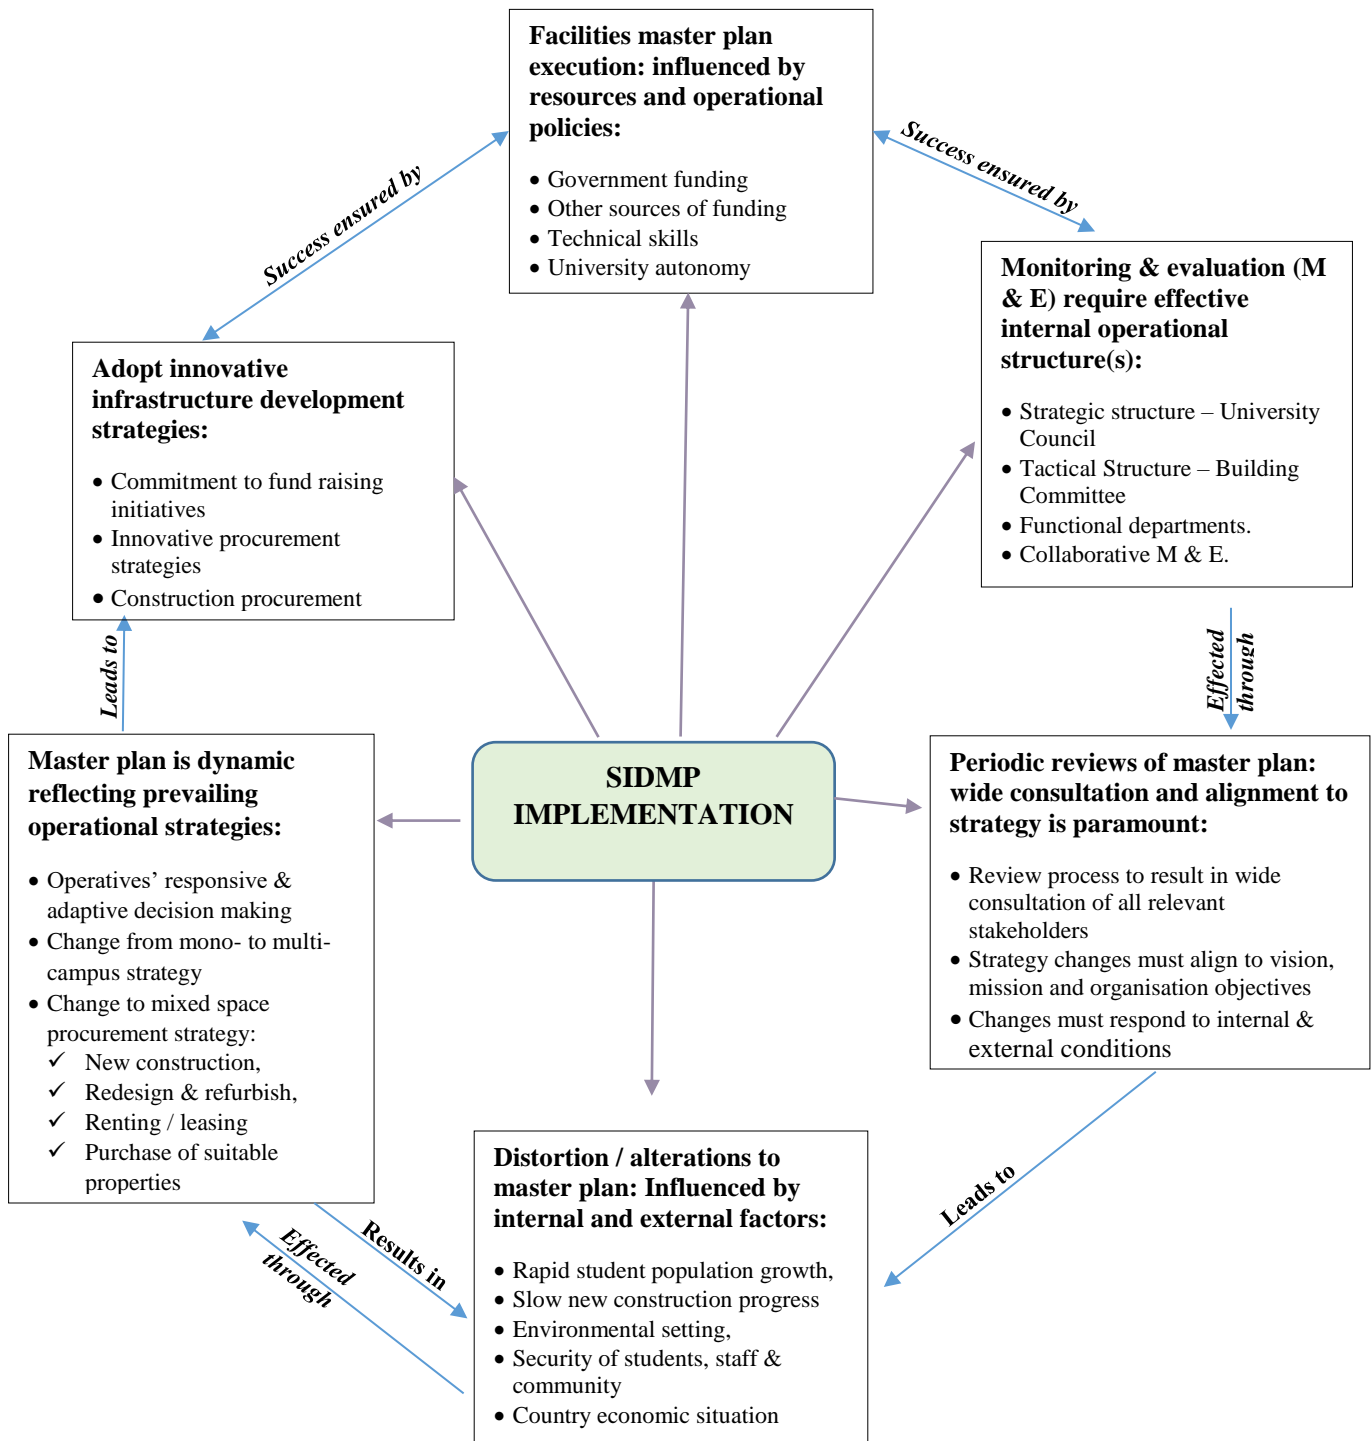 Facilities master plan
execution: influenced by
resources and operational
policies:
• Government funding
• Other sources of funding
• Technical skills
• University autonomy
Success ensured by
Success ensured by
Monitoring & evaluation (M
& E) require effective
internal operational
structure(s):
• Strategic structure – University
Council
• Tactical Structure – Building
Committee
• Functional departments.
• Collaborative M & E.
Adopt innovative
infrastructure development
strategies:
• Commitment to fund raising
initiatives
• Innovative procurement
strategies
• Construction procurement
Leads to
Effected
through
SIDMP
IMPLEMENTATION
Master plan is dynamic
reflecting prevailing
operational strategies:
• Operatives’ responsive &
adaptive decision making
• Change from mono- to multi-
campus strategy
• Change to mixed space
procurement strategy:
✓ New construction,
✓ Redesign & refurbish,
✓ Renting / leasing
✓ Purchase of suitable
properties
Periodic reviews of master plan:
wide consultation and alignment to
strategy is paramount:
• Review process to result in wide
consultation of all relevant
stakeholders
• Strategy changes must align to vision,
mission and organisation objectives
• Changes must respond to internal &
external conditions
Results in
Effected
through
Leads to
Distortion / alterations to
master plan: Influenced by
internal and external factors:
• Rapid student population growth,
• Slow new construction progress
• Environmental setting,
• Security of students, staff &
community
• Country economic situation